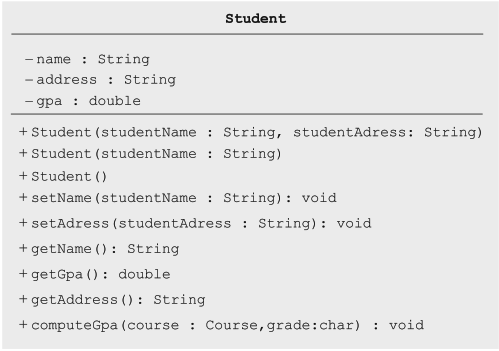 Student
– name : String
– address : String
– gpa : double
+ Student(studentName : String, studentAdress: String)
+ Student(studentName : String)
+ Student()
+ setName(studentName : String): void
+ setAdress(studentAdress : String): void
+ getName(): String
+ getGpa(): double
+ getAddress(): String
+ computeGpa(course : Course,grade:char) : void